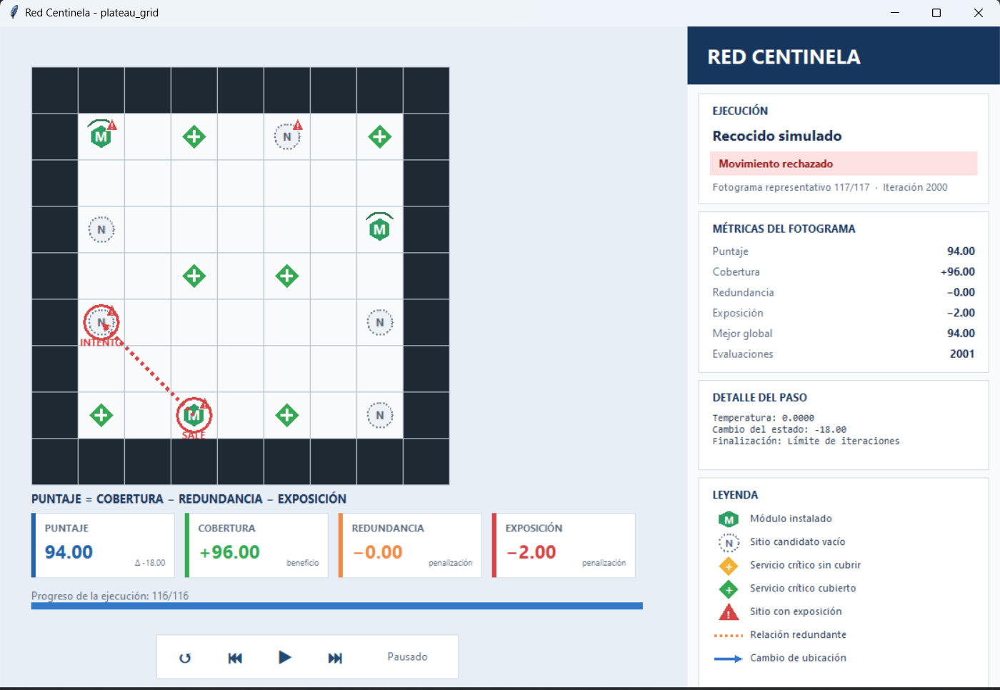 Red Centinela - plateau_grid
M N
N M
N N
INTENTO
M N
SALE
PUNTAJE = COBERTURA – REDUNDANCIA – EXPOSICIÓN
PUNTAJE
94.00
Δ -18.00
COBERTURA
+96.00
beneficio
REDUNDANCIA
−0.00
penalización
EXPOSICIÓN
−2.00
penalización
Progreso de la ejecución: 116/116
Pausado
RED CENTINELA
EJECUCIÓN
Recocido simulado
Movimiento rechazado
Fotograma representativo 117/117 · Iteración 2000
MÉTRICAS DEL FOTOGRAMA
Puntaje 94.00
Cobertura +96.00
Redundancia −0.00
Exposición −2.00
Mejor global 94.00
Evaluaciones 2001
DETALLE DEL PASO
Temperatura: 0.0000
Cambio del estado: -18.00
Finalización: Límite de iteraciones
LEYENDA
M Módulo instalado
N Sitio candidato vacío
Servicio crítico sin cubrir
Servicio crítico cubierto
Sitio con exposición
Relación redundante
Cambio de ubicación